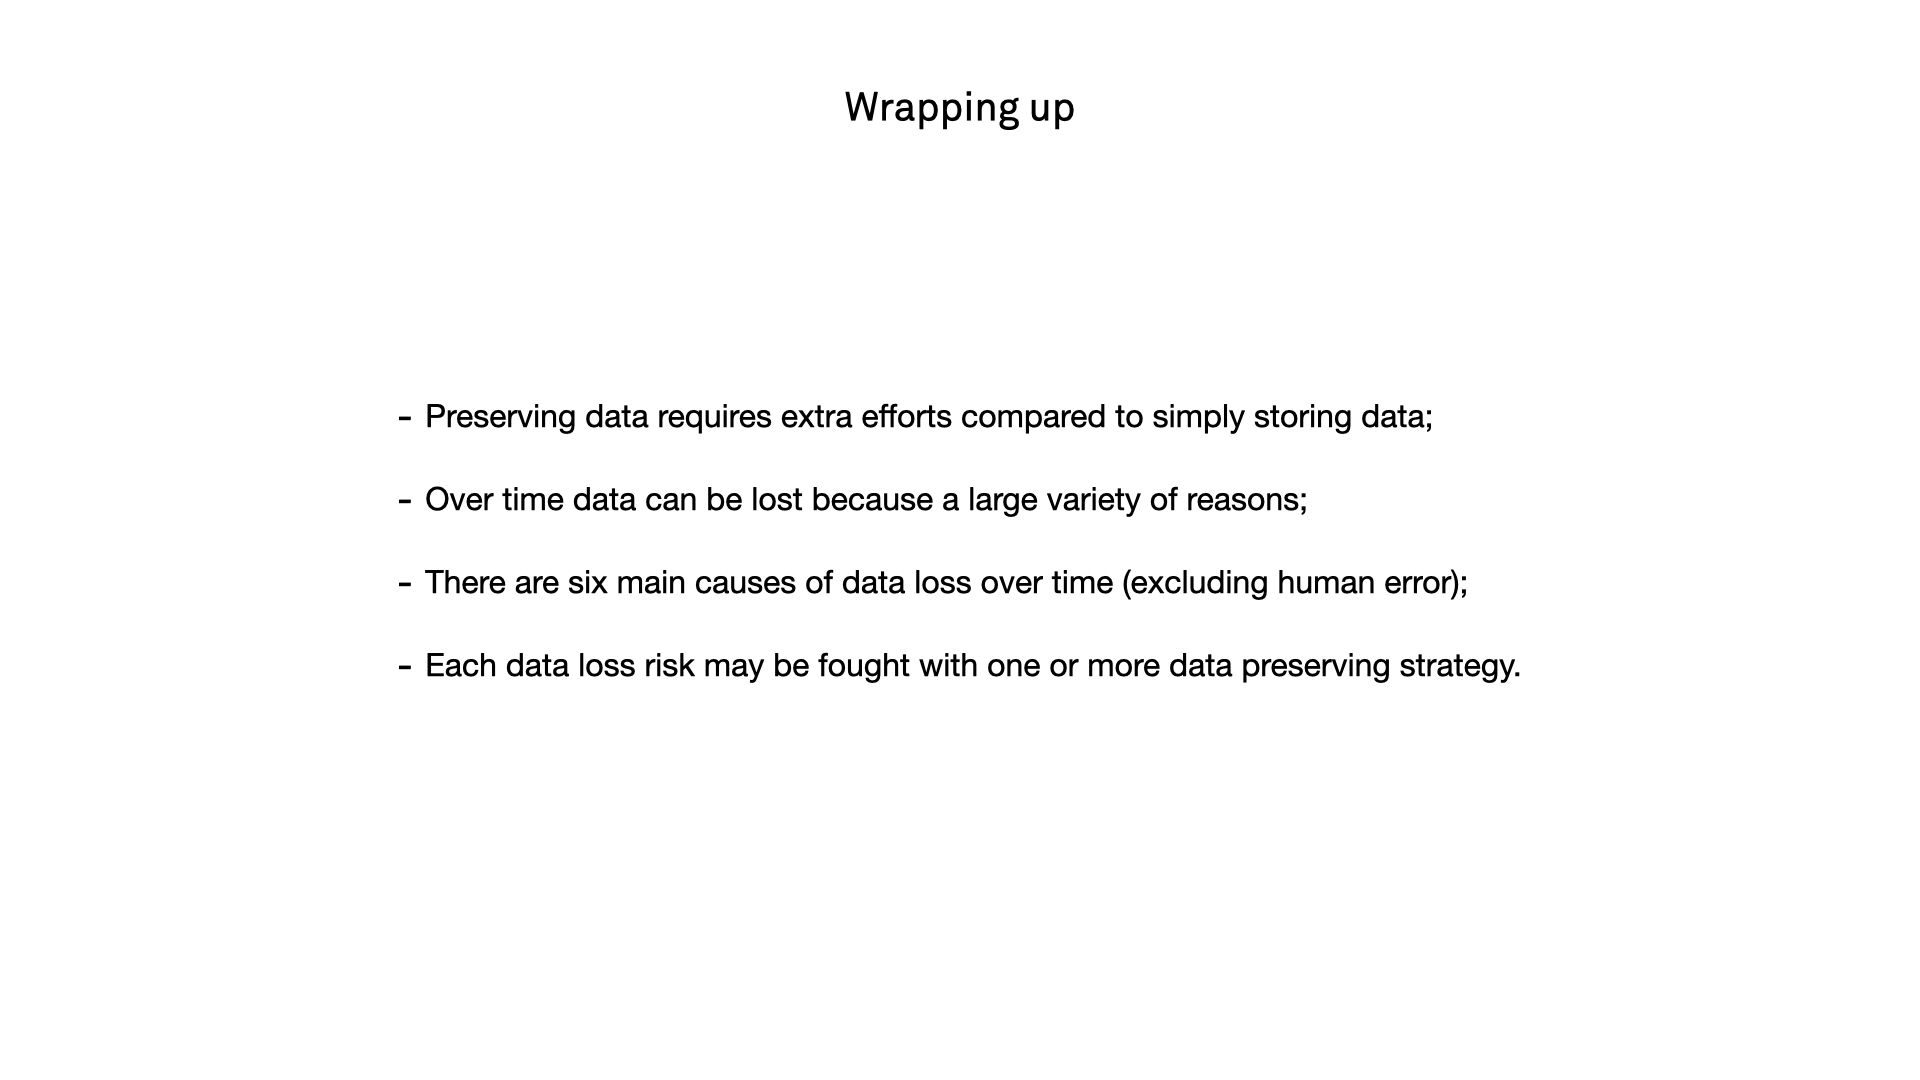 Wrapping up
- Preserving data requires extra efforts compared to simply storing data;
- Over time data can be lost because a large variety of reasons;
- There are six main causes of data loss over time (excluding human error);
- Each data loss risk may be fought with one or more data preserving strategy.